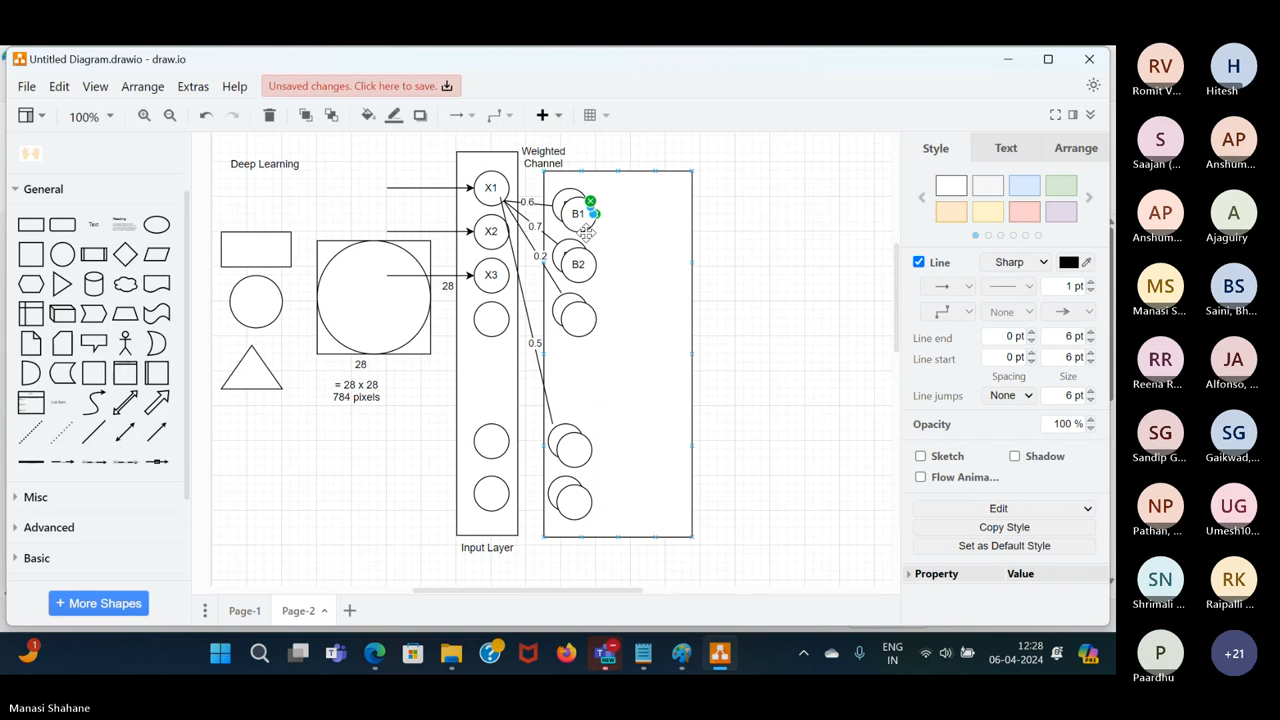 Untitled Diagram.drawio - draw.io
File Edit View Arrange Extras Help Unsaved changes. Click here to save.
100%
General
Text
Misc
Advanced
Basic
+ More Shapes
Deep Learning
Weighted
Channel
X1
X2
X3
0.6
0.7
0.2
0.5
B1
B2
28
28
= 28 x 28
784 pixels
Input Layer
Page-1 Page-2
Style Text Arrange
Line Sharp
1 pt
None
Line end 0 pt 6 pt
Line start 0 pt 6 pt
Spacing Size
Line jumps None 6 pt
Opacity 100 %
Sketch Shadow
Flow Anima...
Edit
Copy Style
Set as Default Style
Property Value
RV
Romit V...
H
Hitesh
S
Saajan (...
AP
Anshum...
AP
Anshum...
A
Ajaguiry
MS
Manasi S...
BS
Saini, Bh...
RR
Reena R...
JA
Alfonso, ...
SG
Sandip G...
SG
Gaikwad,...
NP
Pathan, ...
UG
Umesh10...
SN
Shrimali ...
RK
Raipalli ...
P
Paardhu
+21
1
NEW
ENG
IN
12:28
06-04-2024
PRE
Manasi Shahane